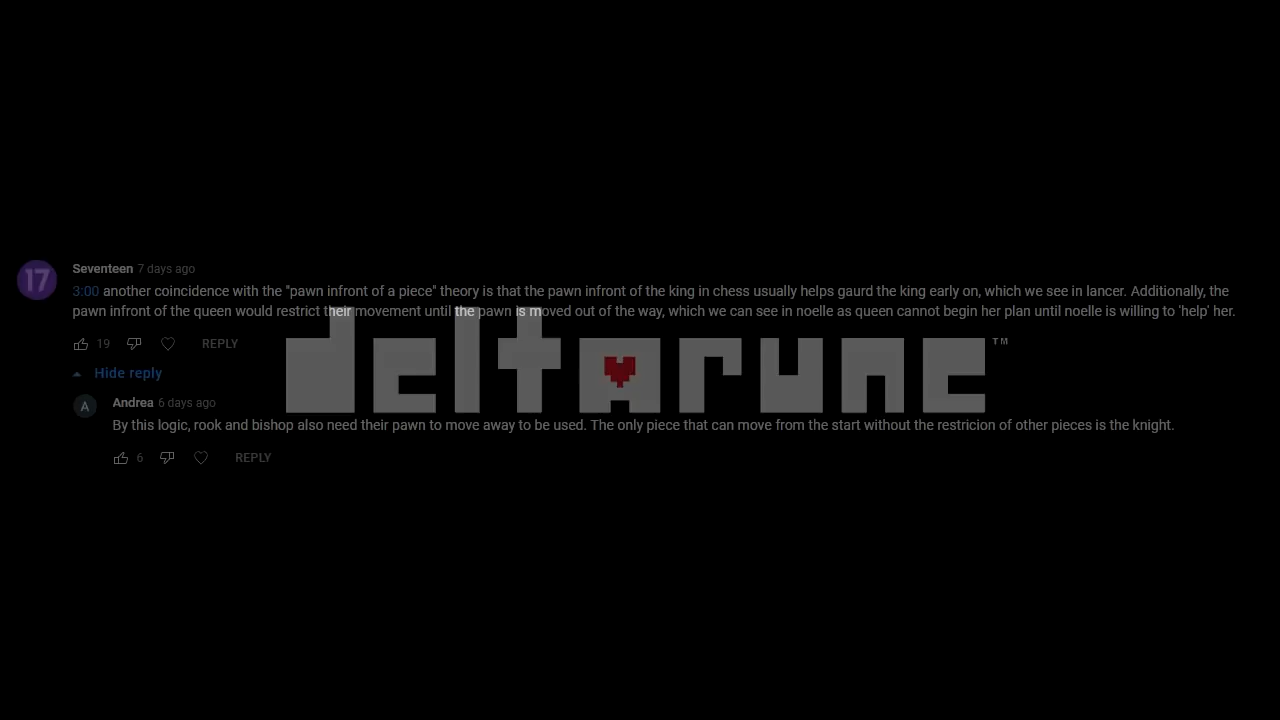 17
Seventeen 7 days ago
3:00 another coincidence with the "pawn infront of a piece" theory is that the pawn infront of the king in chess usually helps gaurd the king early on, which we see in lancer. Additionally, the
pawn infront of the queen would restrict their movement until the pawn is moved out of the way, which we can see in noelle as queen cannot begin her plan until noelle is willing to 'help' her.
19 REPLY
Hide reply
deltarune ™
A
Andrea 6 days ago
By this logic, rook and bishop also need their pawn to move away to be used. The only piece that can move from the start without the restricion of other pieces is the knight.
6 REPLY